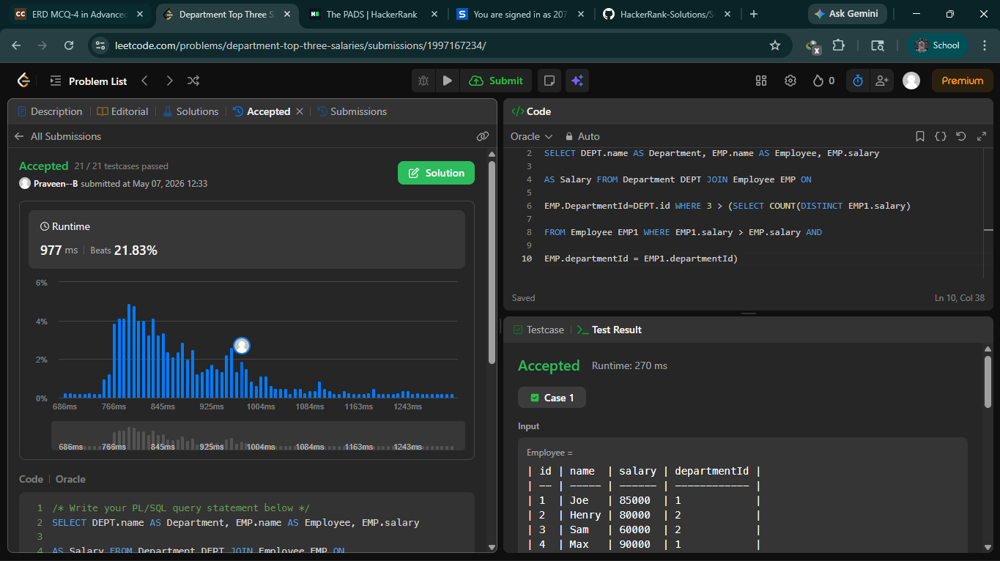 ERD MCQ-4 in Advanced
Department Top Three S
The PADS | HackerRank
You are signed in as 207
HackerRank-Solutions/S
Ask Gemini
leetcode.com/problems/department-top-three-salaries/submissions/1997167234/
School
Problem List
Submit
0
Premium
Description
Editorial
Solutions
Accepted
Submissions
All Submissions
Accepted 21 / 21 testcases passed
Praveen--B submitted at May 07, 2026 12:33
Solution
Runtime
977 ms Beats 21.83%
6%
4%
2%
0%
686ms 766ms 845ms 925ms 1004ms 1084ms 1163ms 1243ms
686ms 766ms 845ms 925ms 1004ms 1084ms 1163ms 1243ms
Code Oracle
1 /* Write your PL/SQL query statement below */
2 SELECT DEPT.name AS Department, EMP.name AS Employee, EMP.salary
3
4 AS Salary FROM Department DEPT JOIN Employee EMP ON
</> Code
Oracle
Auto
2 SELECT DEPT.name AS Department, EMP.name AS Employee, EMP.salary
3
4 AS Salary FROM Department DEPT JOIN Employee EMP ON
5
6 EMP.DepartmentId=DEPT.id WHERE 3 > (SELECT COUNT(DISTINCT EMP1.salary)
7
8 FROM Employee EMP1 WHERE EMP1.salary > EMP.salary AND
9
10 EMP.departmentId = EMP1.departmentId)
Saved
Ln 10, Col 38
Testcase
Test Result
Accepted Runtime: 270 ms
Case 1
Input
Employee =
| id | name | salary | departmentId |
| -- | ----- | ------ | ------------ |
| 1 | Joe | 85000 | 1 |
| 2 | Henry | 80000 | 2 |
| 3 | Sam | 60000 | 2 |
| 4 | Max | 90000 | 1 |